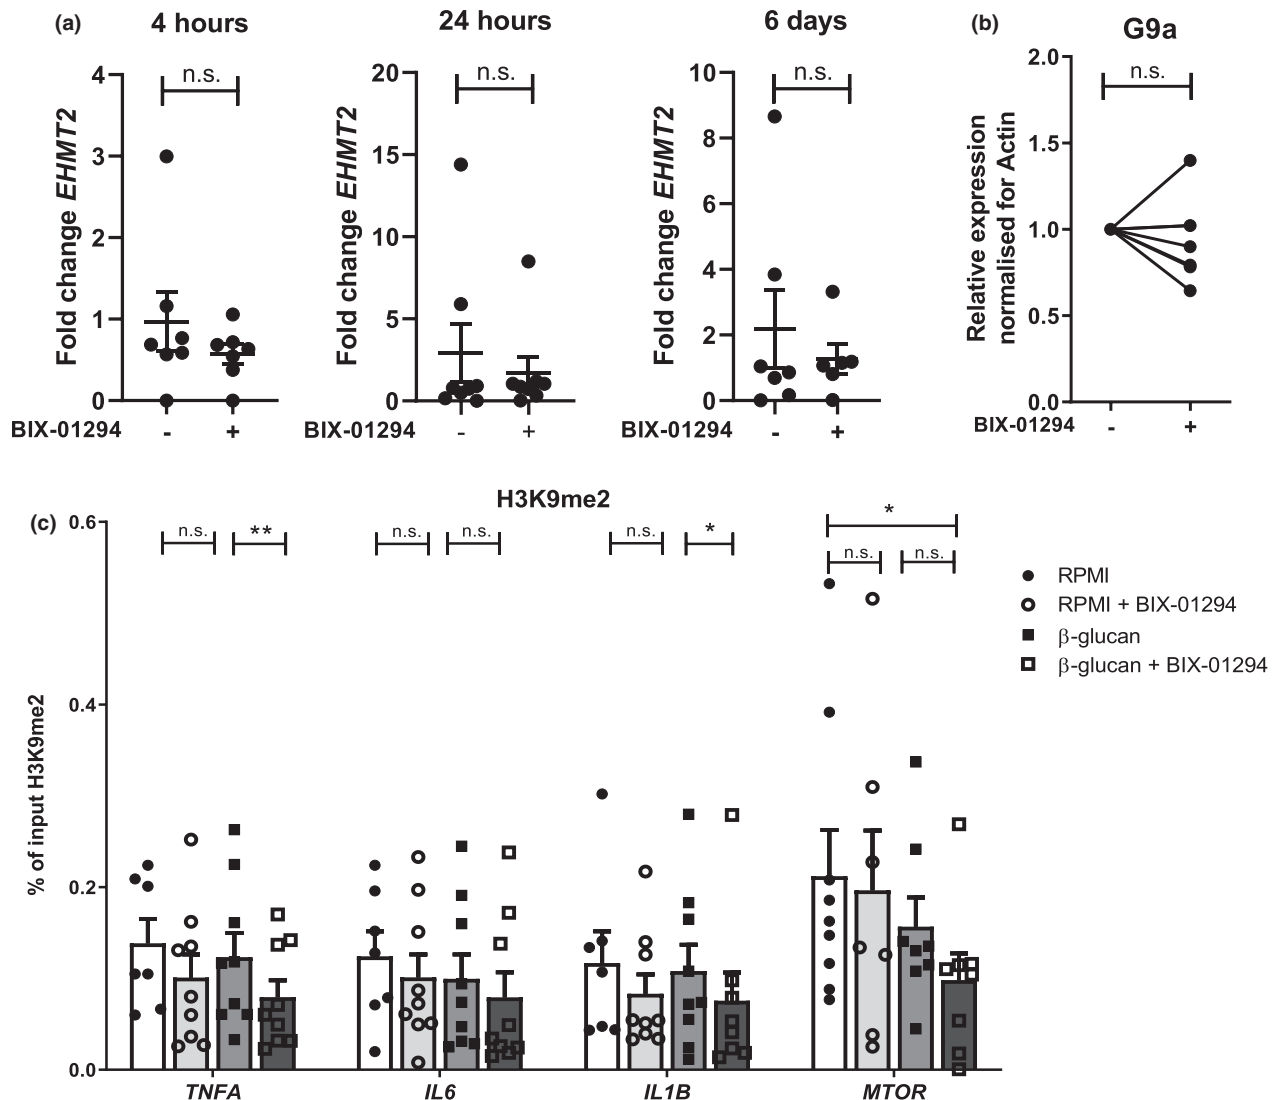 (a)
4 hours
24 hours
6 days
(b)
G9a
Fold change EHMT2
4
3
2
1
0
n.s.
BIX-01294
-
+
Fold change EHMT2
20
15
10
5
0
n.s.
BIX-01294
-
+
Fold change EHMT2
10
8
6
4
2
0
n.s.
BIX-01294
-
+
Relative expression
normalised for Actin
2.0
1.5
1.0
0.5
0.0
n.s.
BIX-01294
-
+
(c)
H3K9me2
% of input H3K9me2
0.6
0.4
0.2
0.0
n.s.
**
n.s.
n.s.
n.s.
*
*
n.s.
n.s.
TNFA
IL6
IL1B
MTOR
RPMI
RPMI + BIX-01294
β-glucan
β-glucan + BIX-01294